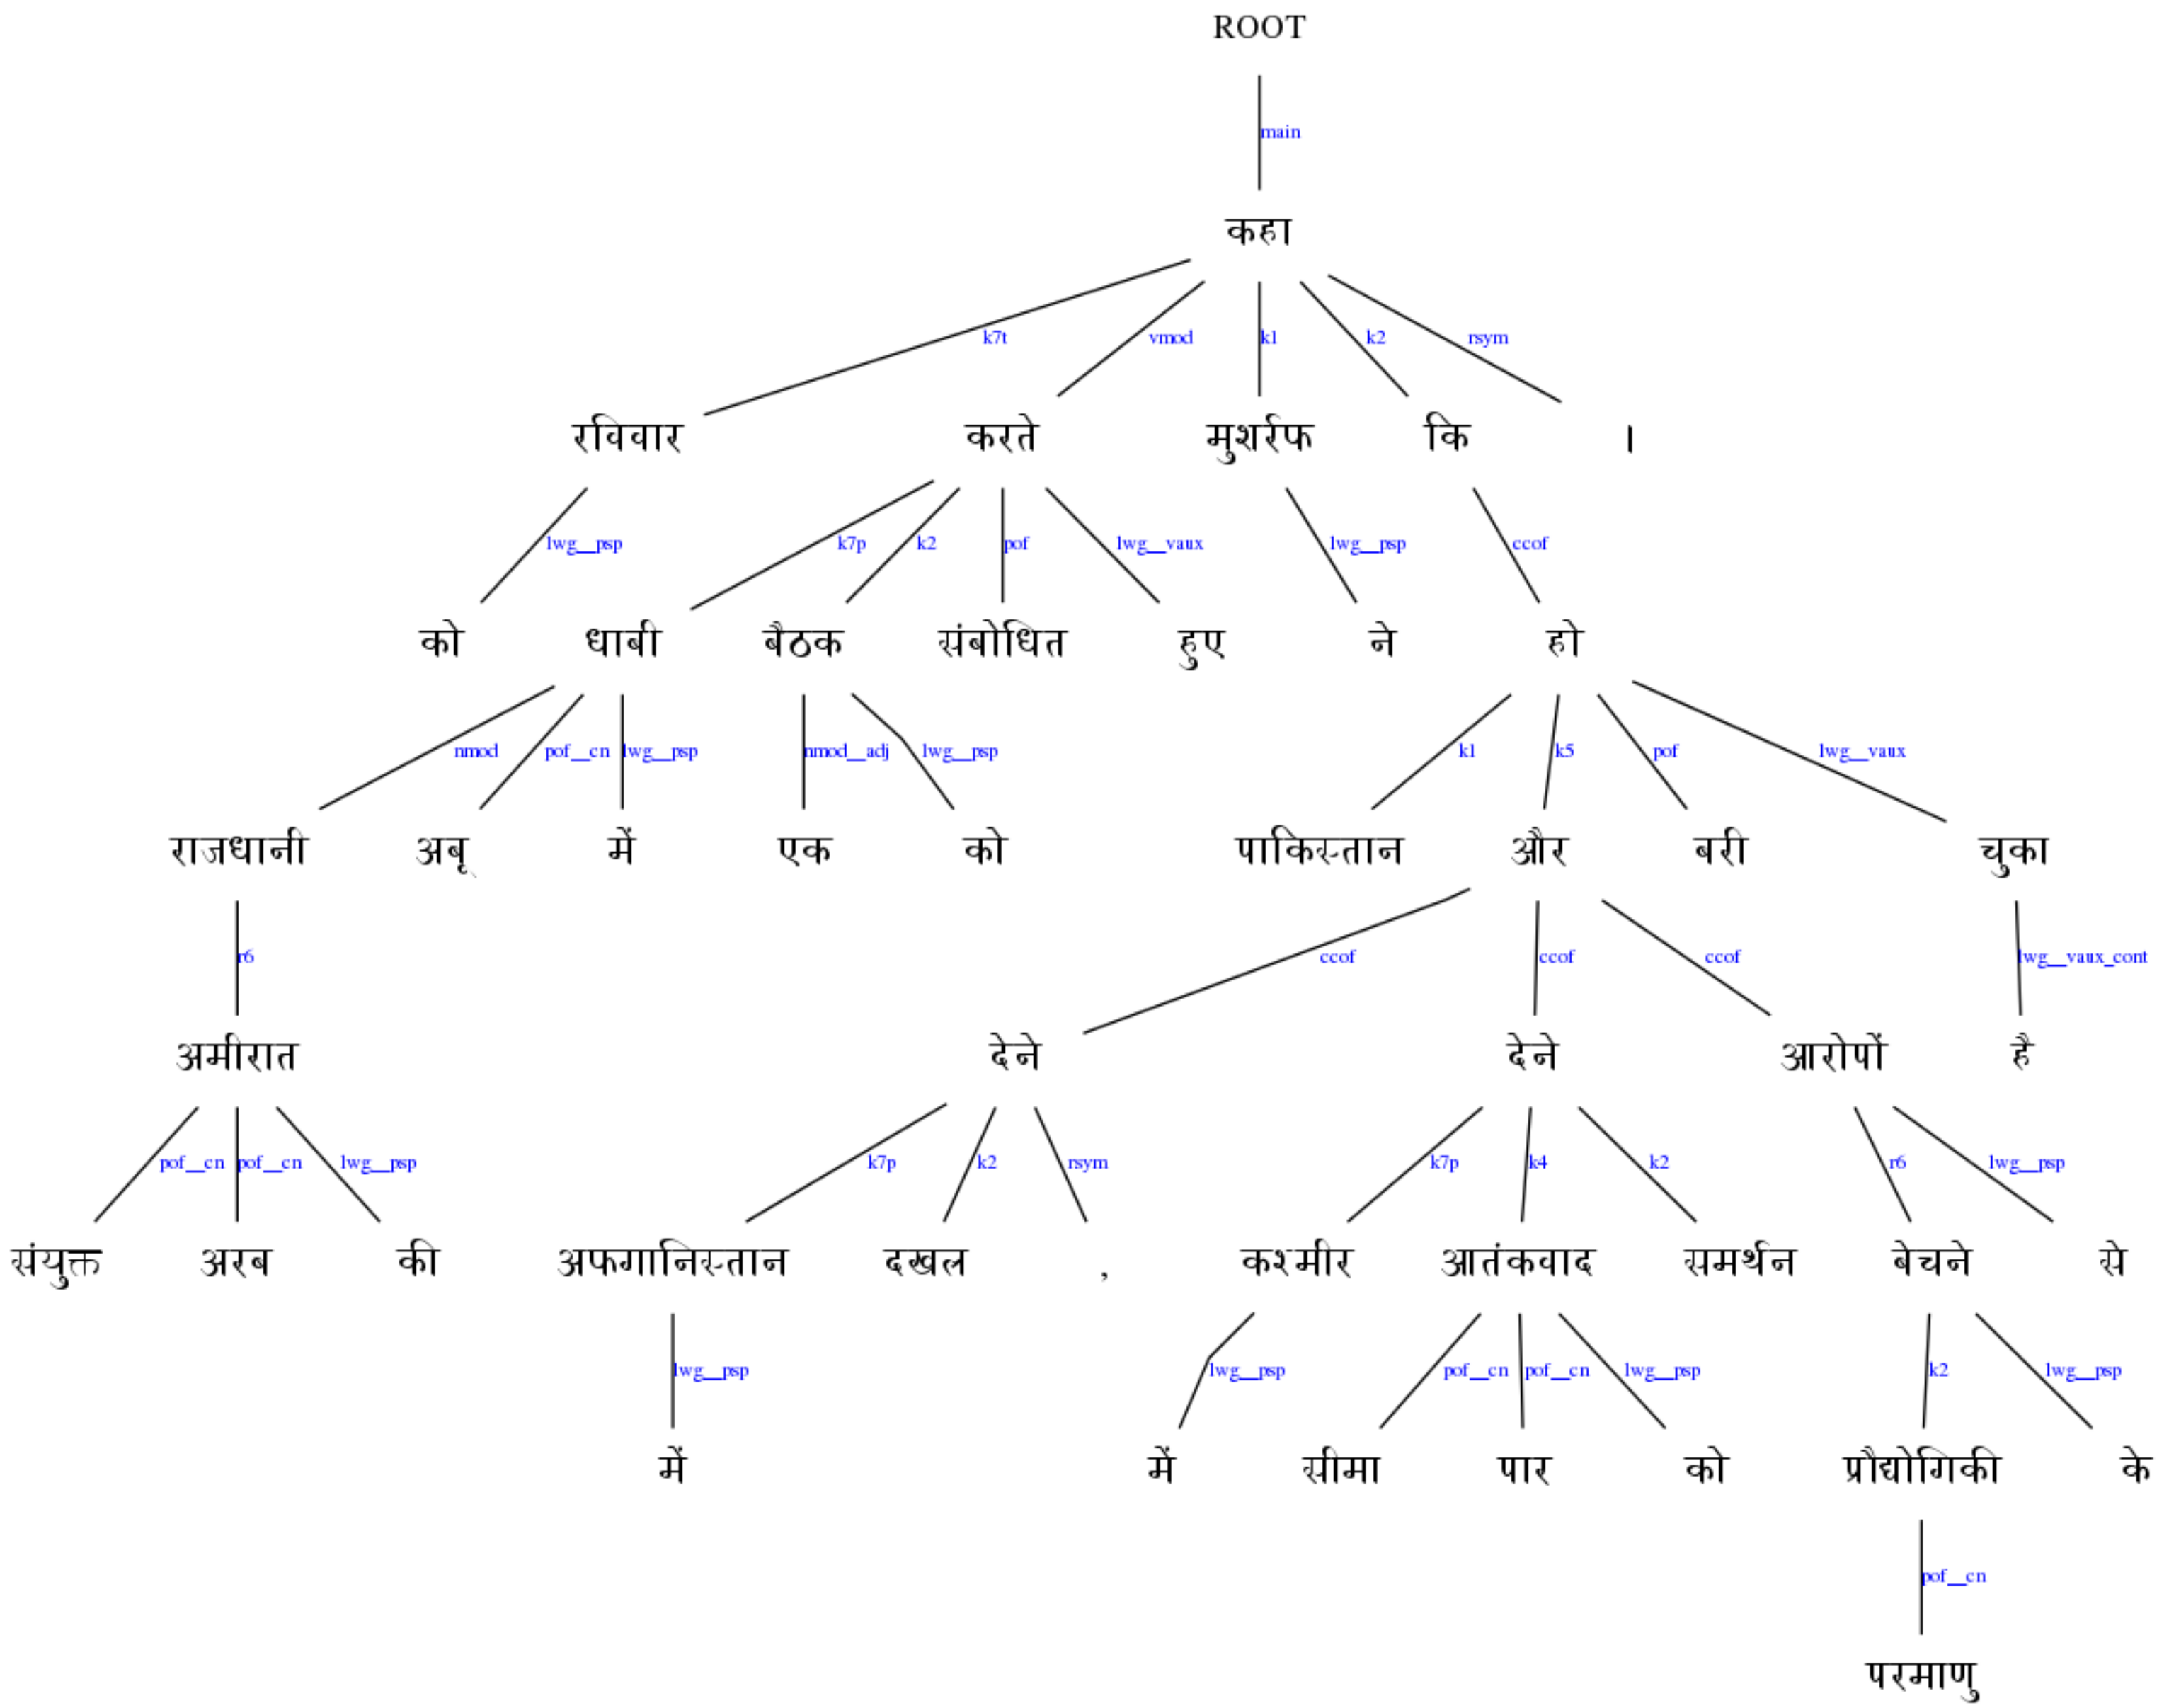 ROOT
main
कहा
k7t vmod k1 k2 rsym
रविवार करते मुशर्रफ कि ।
lwg__psp k7p k2 pof lwg__vaux lwg__psp ccof
को धाबी बैठक संबोधित हुए ने हो
nmod pof__cn lwg__psp nmod__adj lwg__psp k1 k5 pof lwg__vaux
राजधानी अबू में एक को पाकिस्तान और बरी चुका
r6 ccof ccof ccof lwg__vaux_cont
अमीरात देने देने आरोपों है
pof__cn pof__cn lwg__psp k7p k2 rsym k7p k4 k2 r6 lwg__psp
संयुक्त अरब की अफगानिस्तान दखल , कश्मीर आतंकवाद समर्थन बेचने से
lwg__psp lwg__psp pof__cn pof__cn lwg__psp k2 lwg__psp
में में सीमा पार को प्रौद्योगिकी के
pof__cn
परमाणु